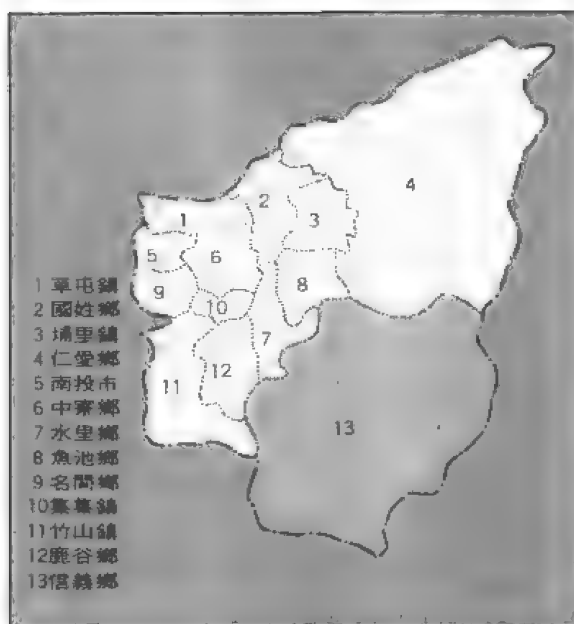 1 草屯鎮
2 國姓鄉
3 埔里鎮
4 仁愛鄉
5 南投市
6 中寮鄉
7 水里鄉
8 魚池鄉
9 名間鄉
10集集鎮
11竹山鎮
12鹿谷鄉
13信義鄉
4
2
3
1
5
6
8
9
10
7
12
11
13